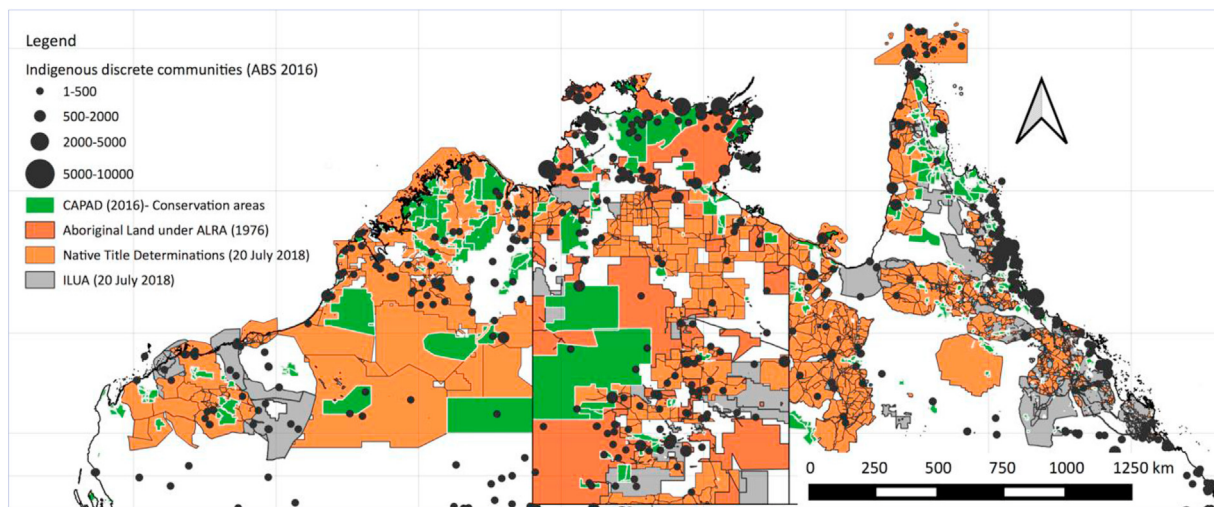 Legend
Indigenous discrete communities (ABS 2016)
1-500
500-2000
2000-5000
5000-10000
CAPAD (2016)- Conservation areas
Aboriginal Land under ALRA (1976)
Native Title Determinations (20 July 2018)
ILUA (20 July 2018)
0 250 500 750 1000 1250 km